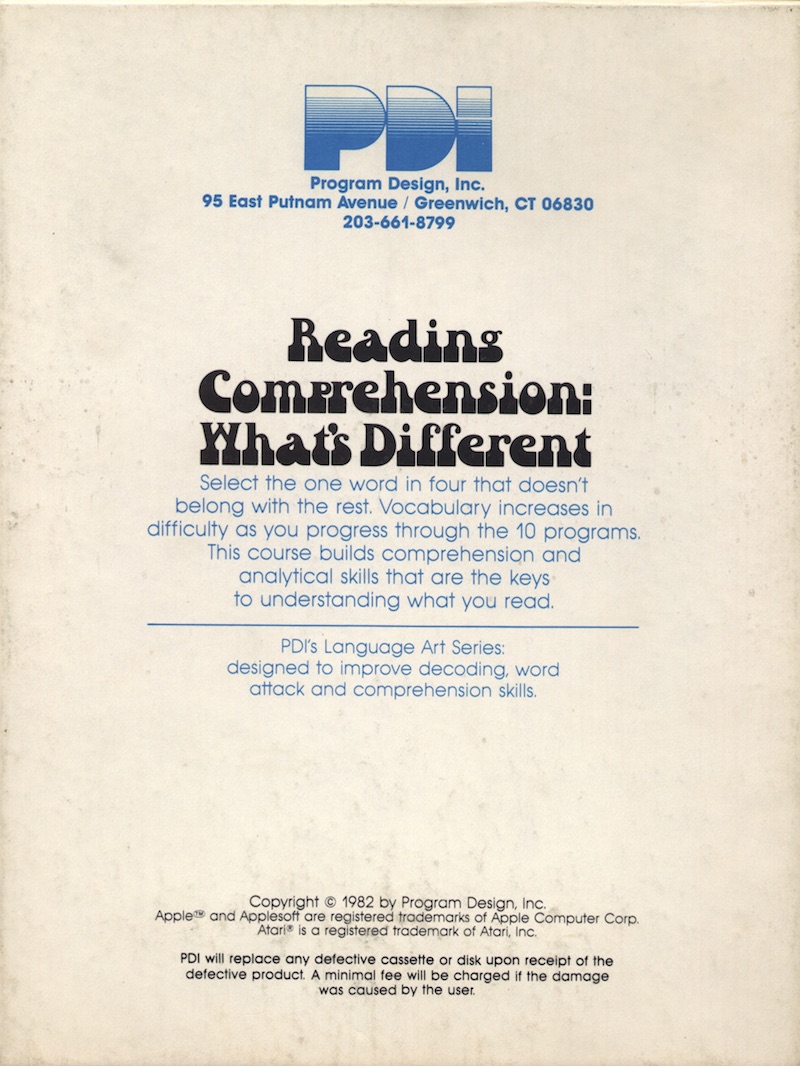 PDI
Program Design, Inc.
95 East Putnam Avenue / Greenwich, CT 06830
203-661-8799
Reading
Comprehension:
What's Different
Select the one word in four that doesn't
belong with the rest. Vocabulary increases in
difficulty as you progress through the 10 programs.
This course builds comprehension and
analytical skills that are the keys
to understanding what you read.
PDI's Language Art Series:
designed to improve decoding, word
attack and comprehension skills.
Copyright © 1982 by Program Design, Inc.
Apple™ and Applesoft are registered trademarks of Apple Computer Corp.
Atari® is a registered trademark of Atari, Inc.
PDI will replace any defective cassette or disk upon receipt of the
defective product. A minimal fee will be charged if the damage
was caused by the user.